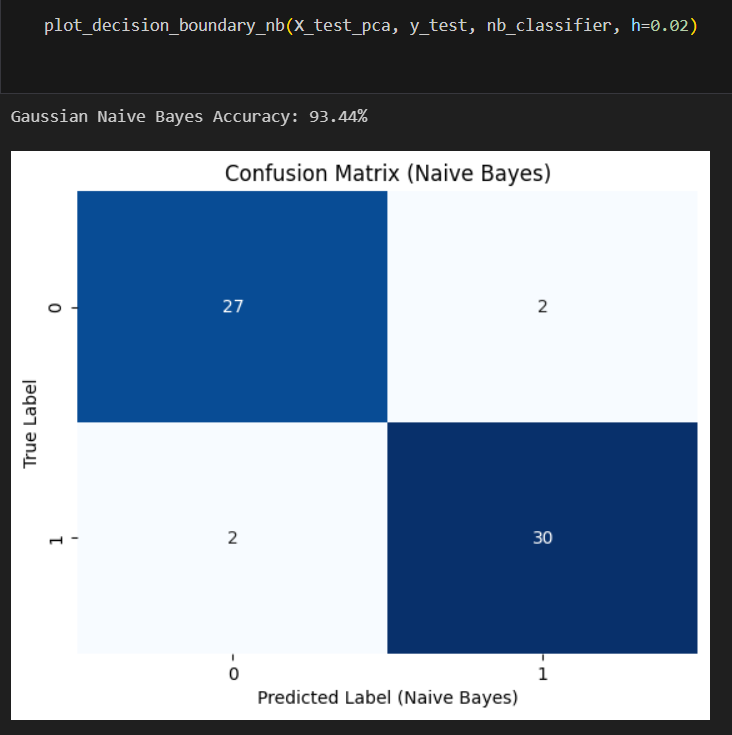 plot_decision_boundary_nb(X_test_pca, y_test, nb_classifier, h=0.02)
Gaussian Naive Bayes Accuracy: 93.44%
Confusion Matrix (Naive Bayes)
True Label
0
27
2
1
2
30
0
1
Predicted Label (Naive Bayes)